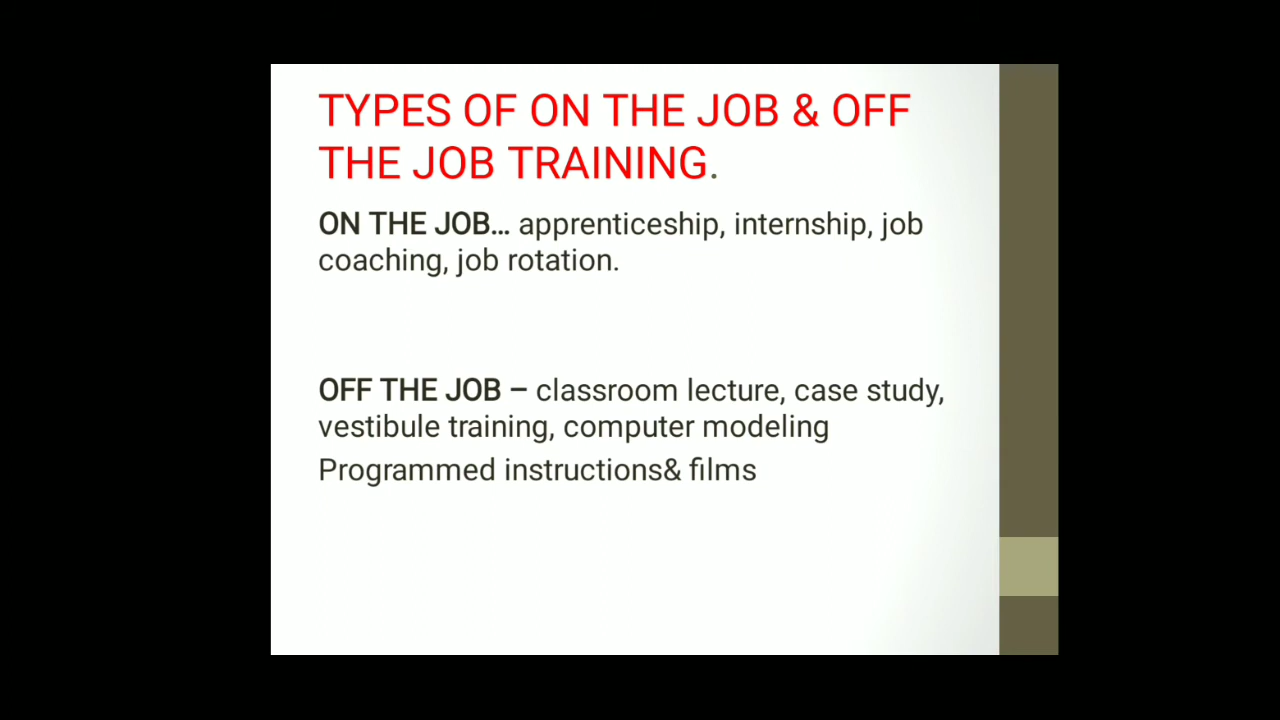 TYPES OF ON THE JOB & OFF
THE JOB TRAINING.
ON THE JOB... apprenticeship, internship, job
coaching, job rotation.
OFF THE JOB – classroom lecture, case study,
vestibule training, computer modeling
Programmed instructions& films